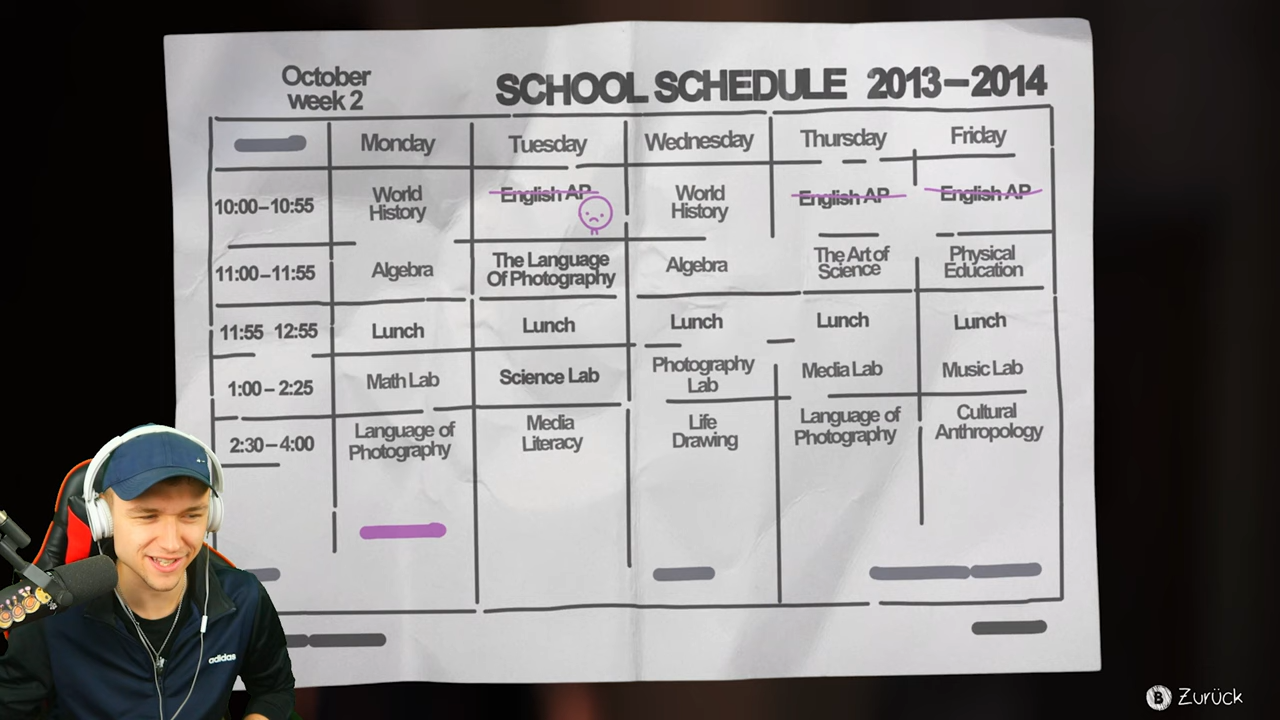 October
week 2
SCHOOL SCHEDULE 2013–2014
Monday Tuesday Wednesday Thursday Friday
10:00–10:55 World History English AP World History English AP English AP
11:00–11:55 Algebra The Language Of Photography Algebra The Art of Science Physical Education
11:55 12:55 Lunch Lunch Lunch Lunch Lunch
1:00–2:25 Math Lab Science Lab Photography Lab Media Lab Music Lab
2:30–4:00 Language of Photography Media Literacy Life Drawing Language of Photography Cultural Anthropology
adidas
B Zurück